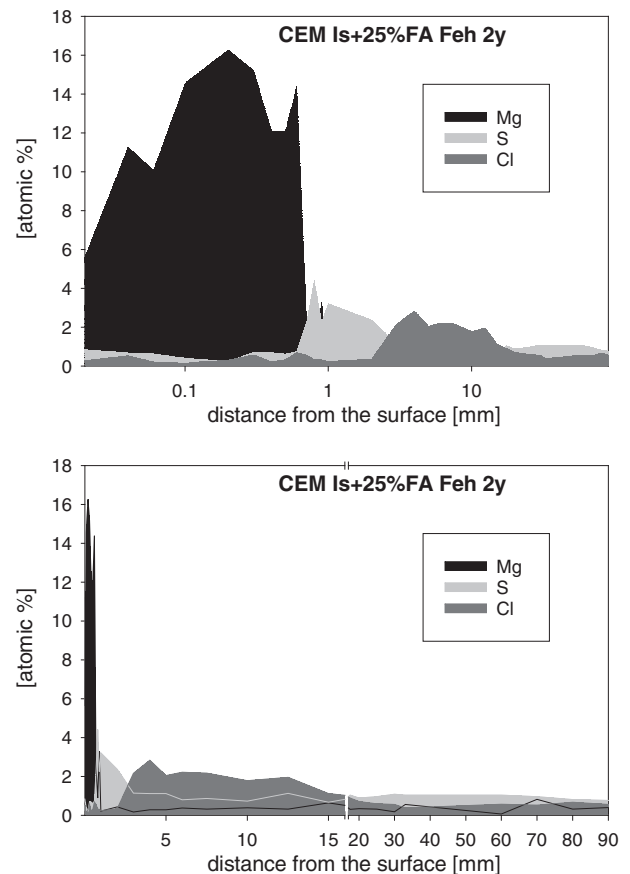 CEM Is+25%FA Feh 2y
18
16
14
12
10
8
6
4
2
0
[atomic %]
Mg
S
Cl
0.1
1
10
distance from the surface [mm]
CEM Is+25%FA Feh 2y
18
16
14
12
10
8
6
4
2
0
[atomic %]
Mg
S
Cl
5
10
15
20
30
40
50
60
70
80
90
distance from the surface [mm]